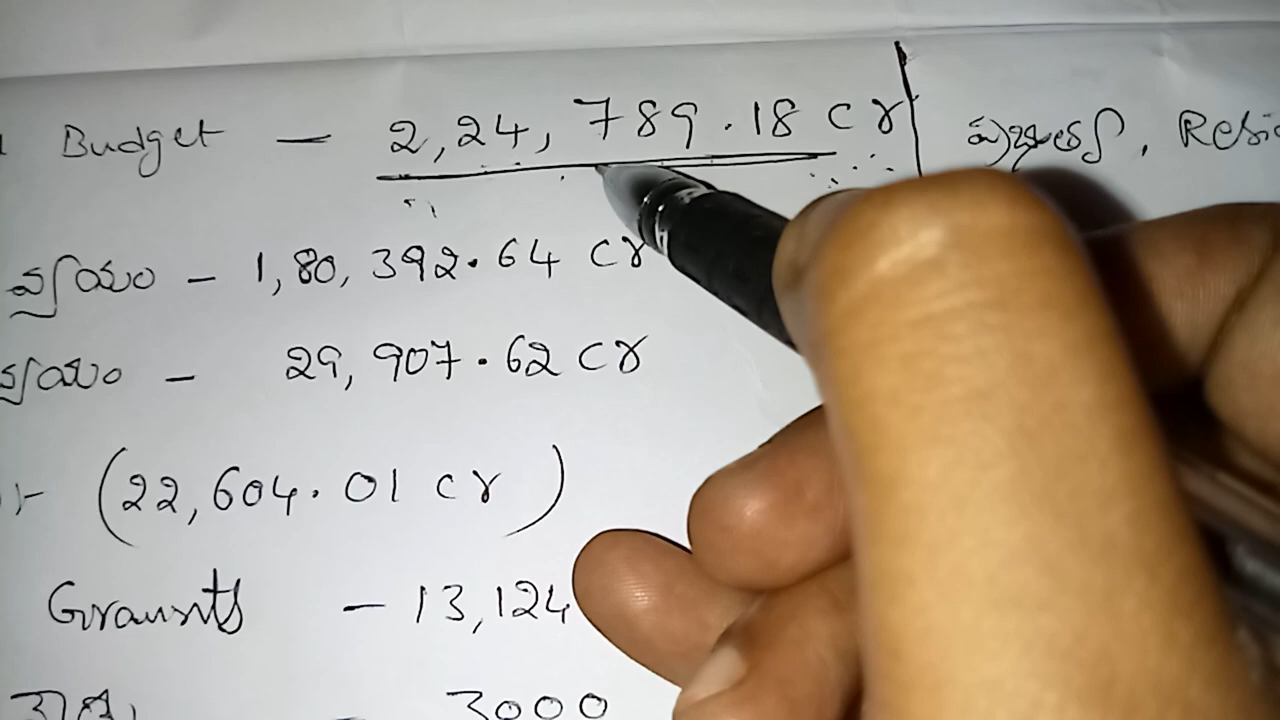 Budget — 2,24,789.18 cr
వ్యయం - 1,80,392.64 cr
వ్యయం - 29,907.62 cr
:- (22,604.01 cr)
Grants - 13,124
3000